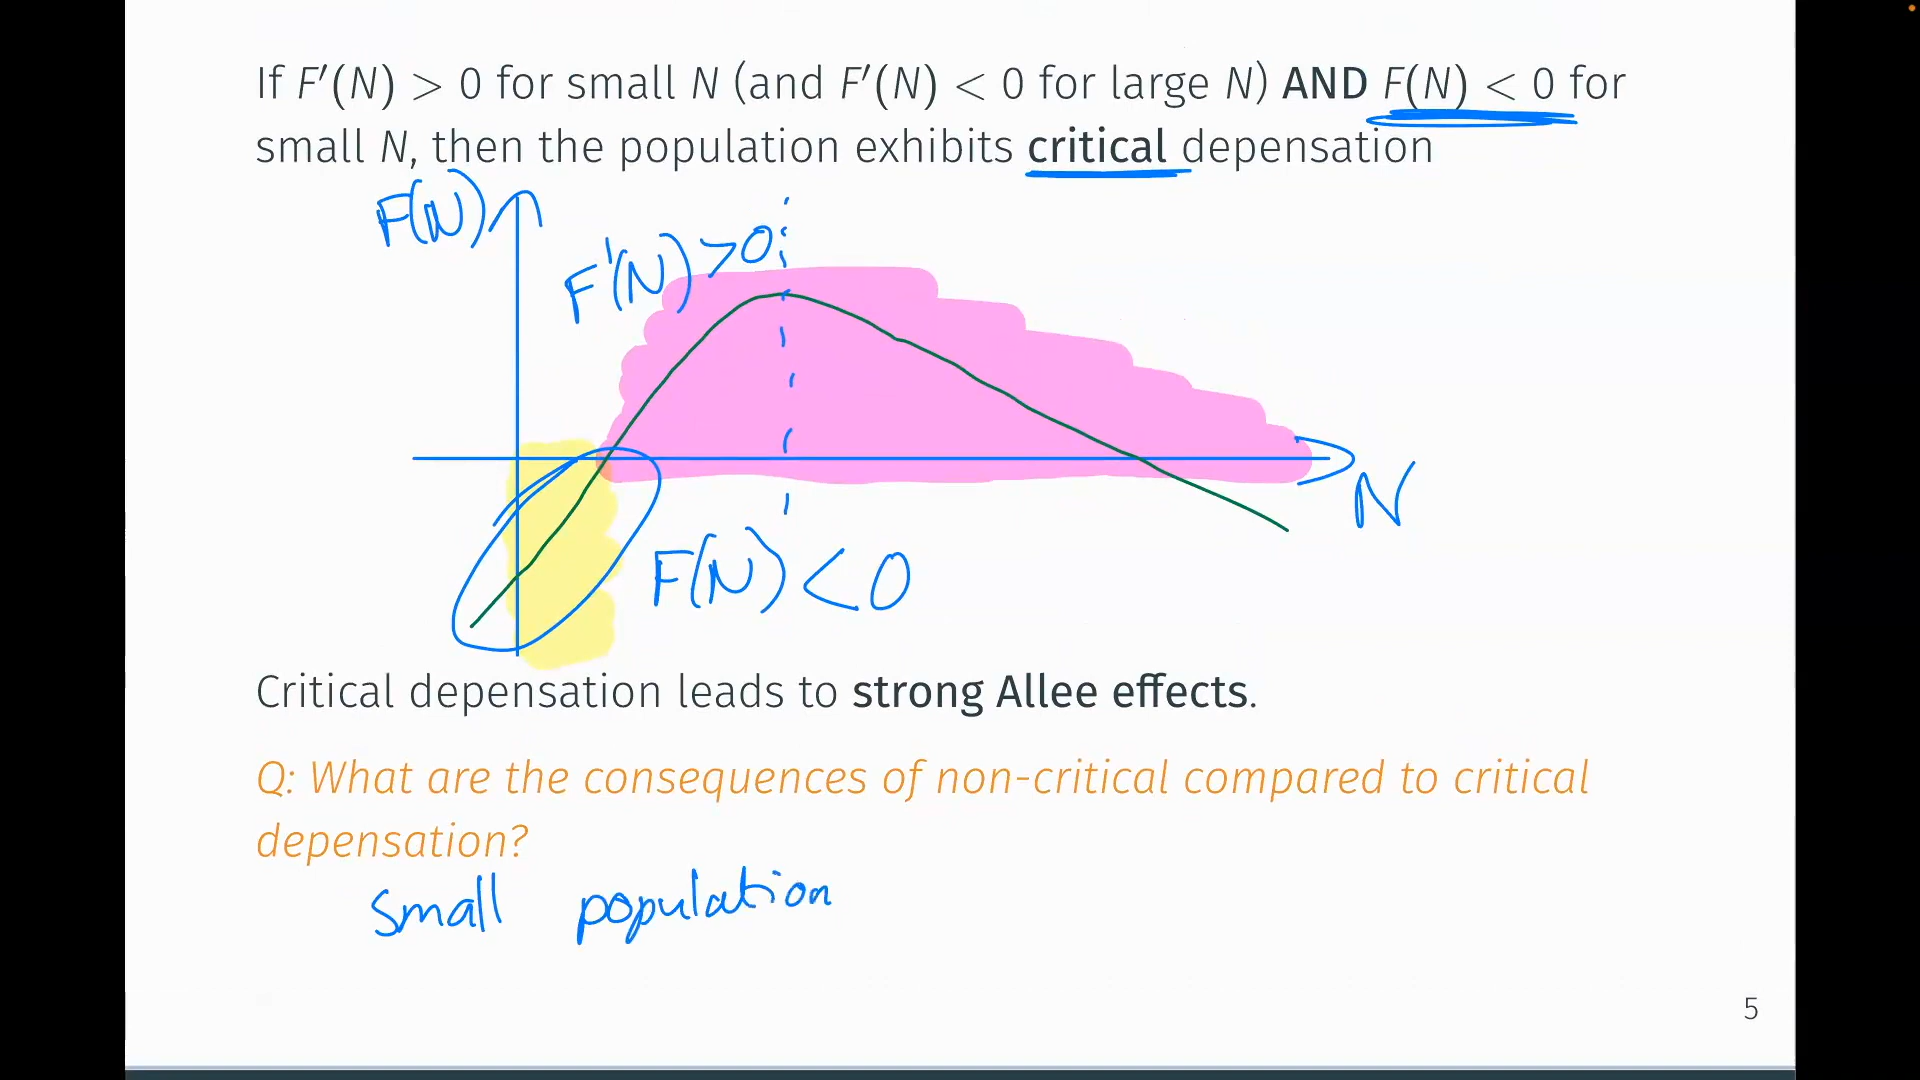 If F′(N) > 0 for small N (and F′(N) < 0 for large N) AND F(N) < 0 for
small N, then the population exhibits critical depensation
F(N)
F'(N) >0
N
F(N) <0
Critical depensation leads to strong Allee effects.
Q: What are the consequences of non-critical compared to critical
depensation?
small population
5